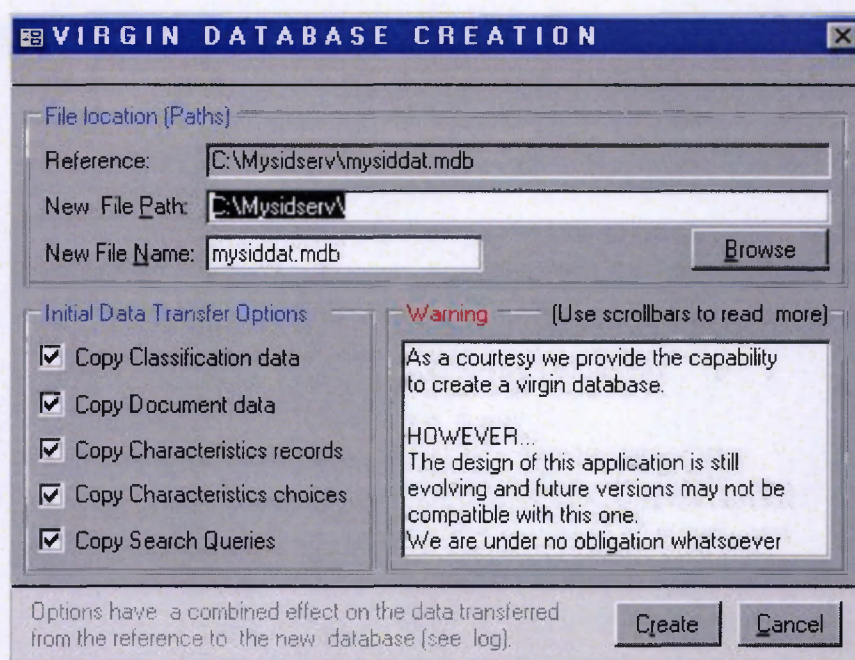 VIRGIN DATABASE CREATION
File location (Paths)
Reference: C:\Mysidserv\mysiddat.mdb
New File Path: C:\Mysidserv\
New File Name: mysiddat.mdb
Browse
Initial Data Transfer Options
Copy Classification data
Copy Document data
Copy Characteristics records
Copy Characteristics choices
Copy Search Queries
Warning (Use scrollbars to read more)
As a courtesy we provide the capability
to create a virgin database.
HOWEVER...
The design of this application is still
evolving and future versions may not be
compatible with this one.
We are under no obligation whatsoever
Options have a combined effect on the data transferred
from the reference to the new database (see log).
Create
Cancel